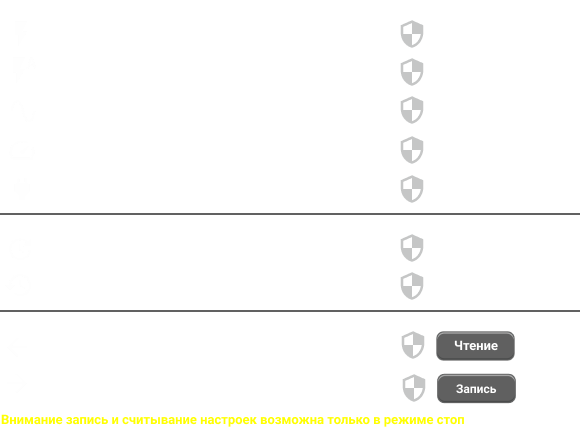 Чтение
Запись
Внимание запись и считывание настроек возможна только в режиме стоп